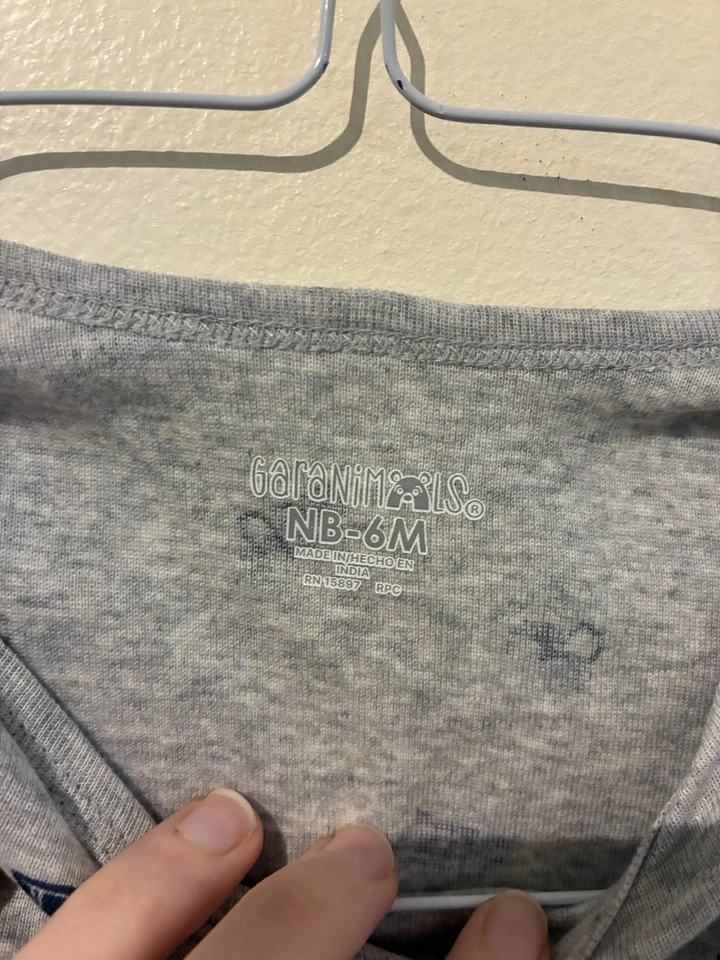 GARANIMALS®
NB-6M
MADE IN/HECHO EN
INDIA
RN 15897 RPC